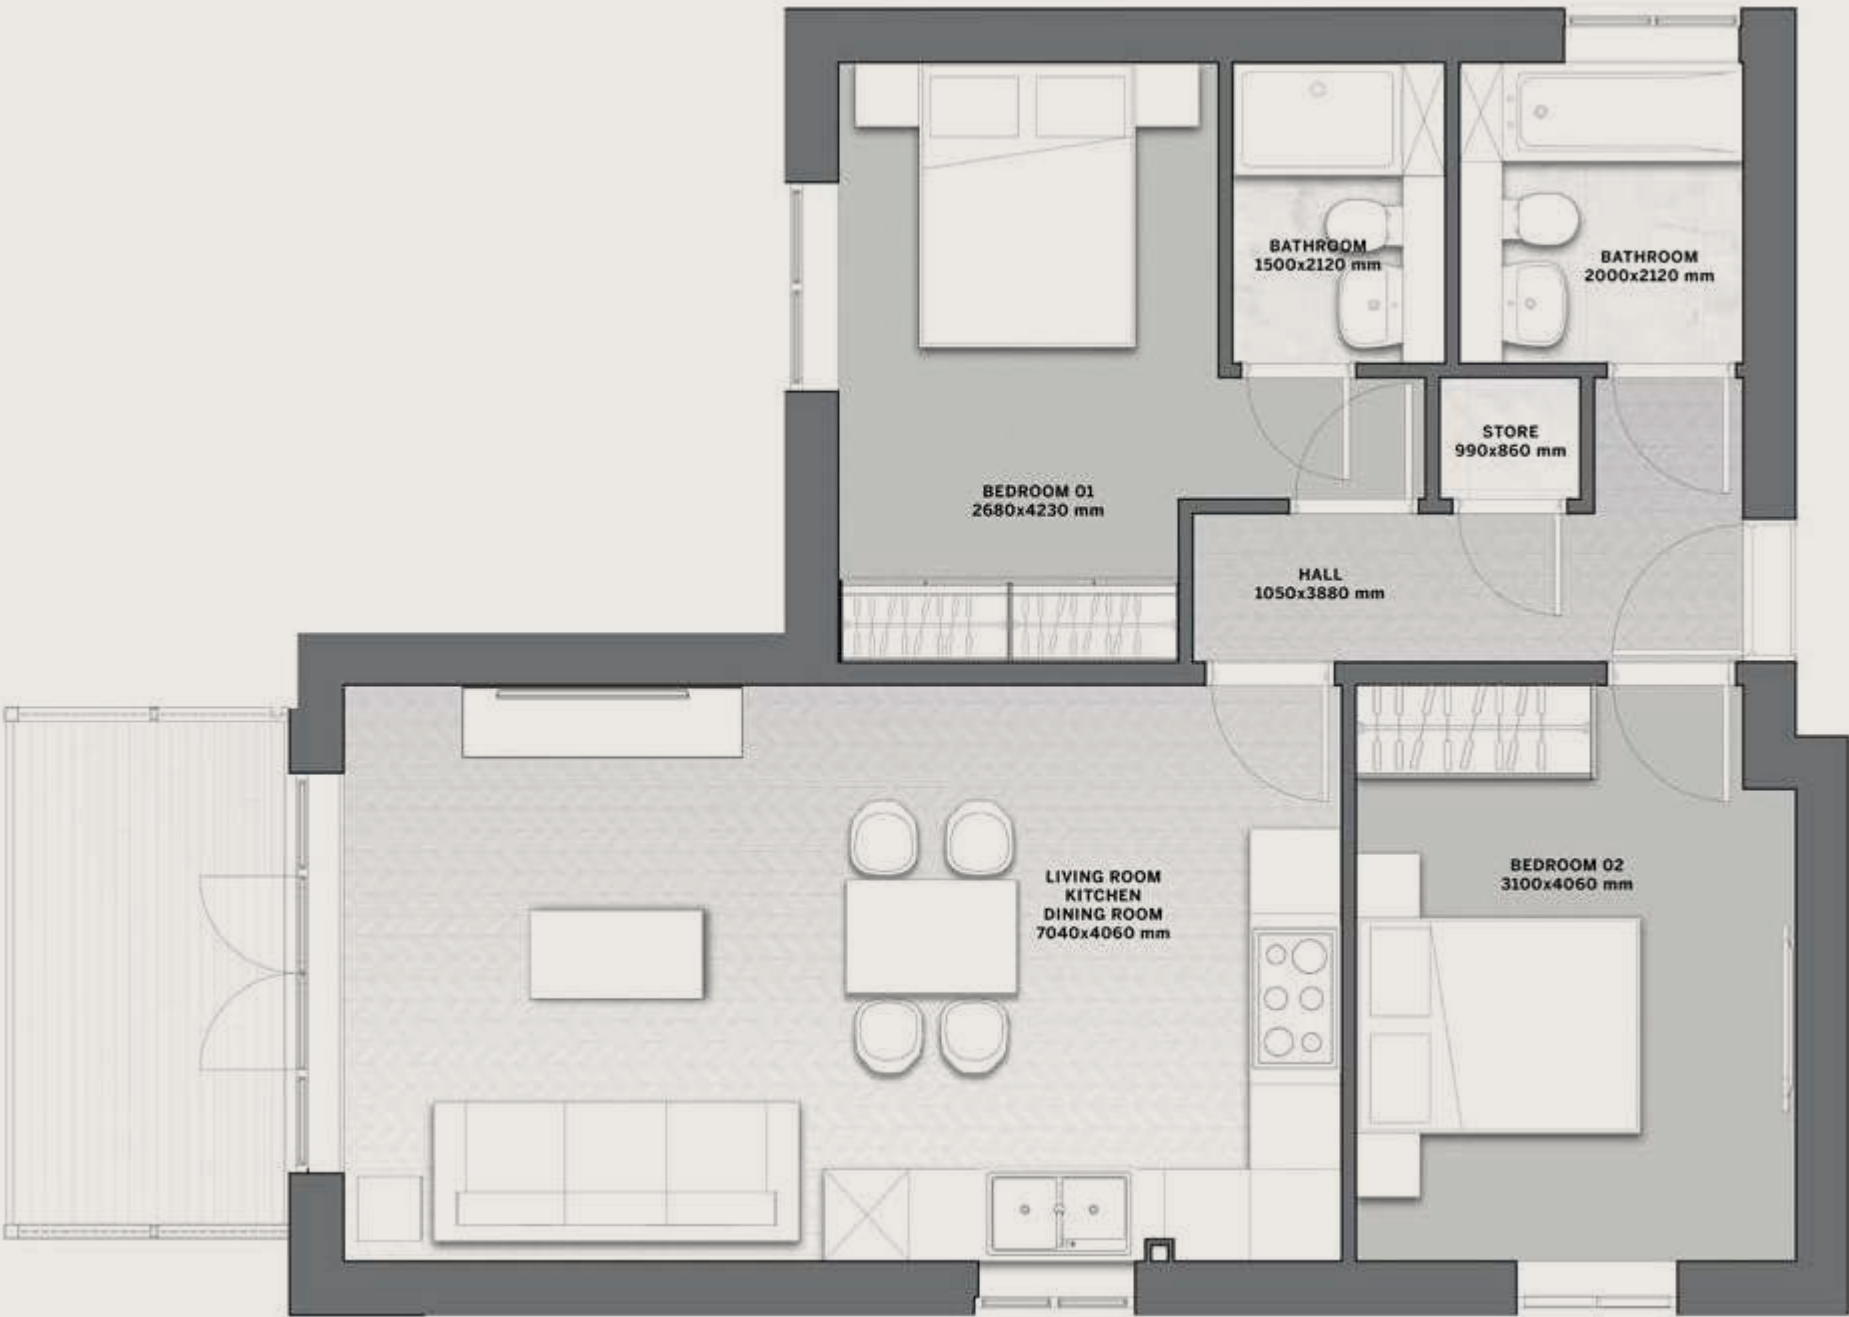 BATHROOM
1500x2120 mm
BATHROOM
2000x2120 mm
STORE
990x860 mm
BEDROOM 01
2680x4230 mm
HALL
1050x3880 mm
LIVING ROOM
KITCHEN
DINING ROOM
7040x4060 mm
BEDROOM 02
3100x4060 mm